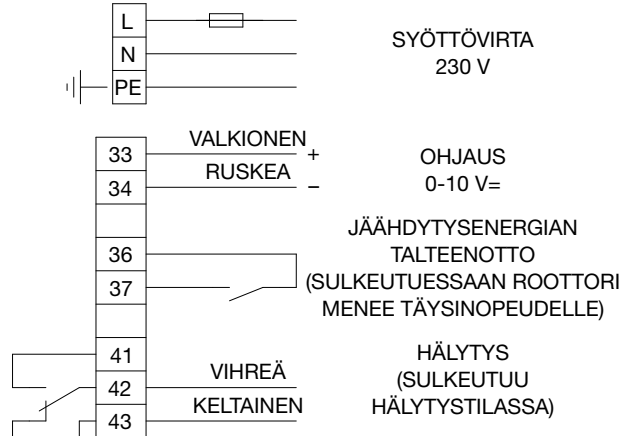 L
N
PE
SYÖTTÖVIRTA
230 V
33
VALKIONEN
+
34
RUSKEA
–
OHJAUS
0-10 V=
36
37
JÄÄHDYTYSENERGIAN
TALTEENOTTO
(SULKEUTUESSAAN ROOTTORI
MENEE TÄYSINOPEUDELLE)
41
42
VIHREÄ
43
KELTAINEN
HÄLYTYS
(SULKEUTUU
HÄLYTYSTILASSA)